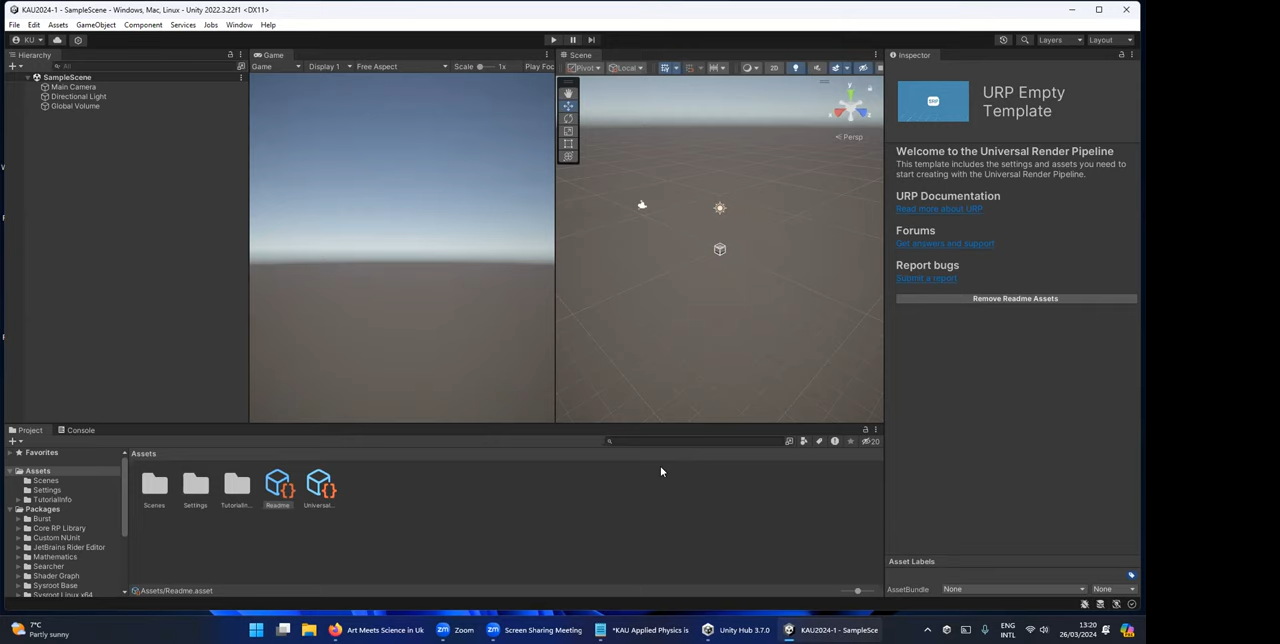 KAU2024-1 - SampleScene - Windows, Mac, Linux - Unity 2022.3.22f1 <DX11>
File Edit Assets GameObject Component Services Jobs Window Help
KU
Layers Layout
Hierarchy
All
SampleScene
Main Camera
Directional Light
Global Volume
Game
Game Display 1 Free Aspect Scale 1x Play Foc
Scene
Pivot Local 2D
y
x
z
Persp
Inspector
URP Empty
Template
Welcome to the Universal Render Pipeline
This template includes the settings and assets you need to
start creating with the Universal Render Pipeline.
URP Documentation
Read more about URP
Forums
Get answers and support
Report bugs
Submit a report
Remove Readme Assets
Project Console
20
Favorites
Assets
Scenes
Settings
TutorialInfo
Packages
Burst
Core RP Library
Custom NUnit
JetBrains Rider Editor
Mathematics
Searcher
Shader Graph
Sysroot Base
Sysroot Linux x64
Assets
Scenes Settings TutorialIn... Readme Universal...
Assets/Readme.asset
Asset Labels
AssetBundle None None
7°C
Partly sunny
Art Meets Science in Uk
Zoom
Screen Sharing Meeting
*KAU Applied Physics is
Unity Hub 3.7.0
KAU2024-1 - SampleSce
ENG
INTL
13:20
26/03/2024